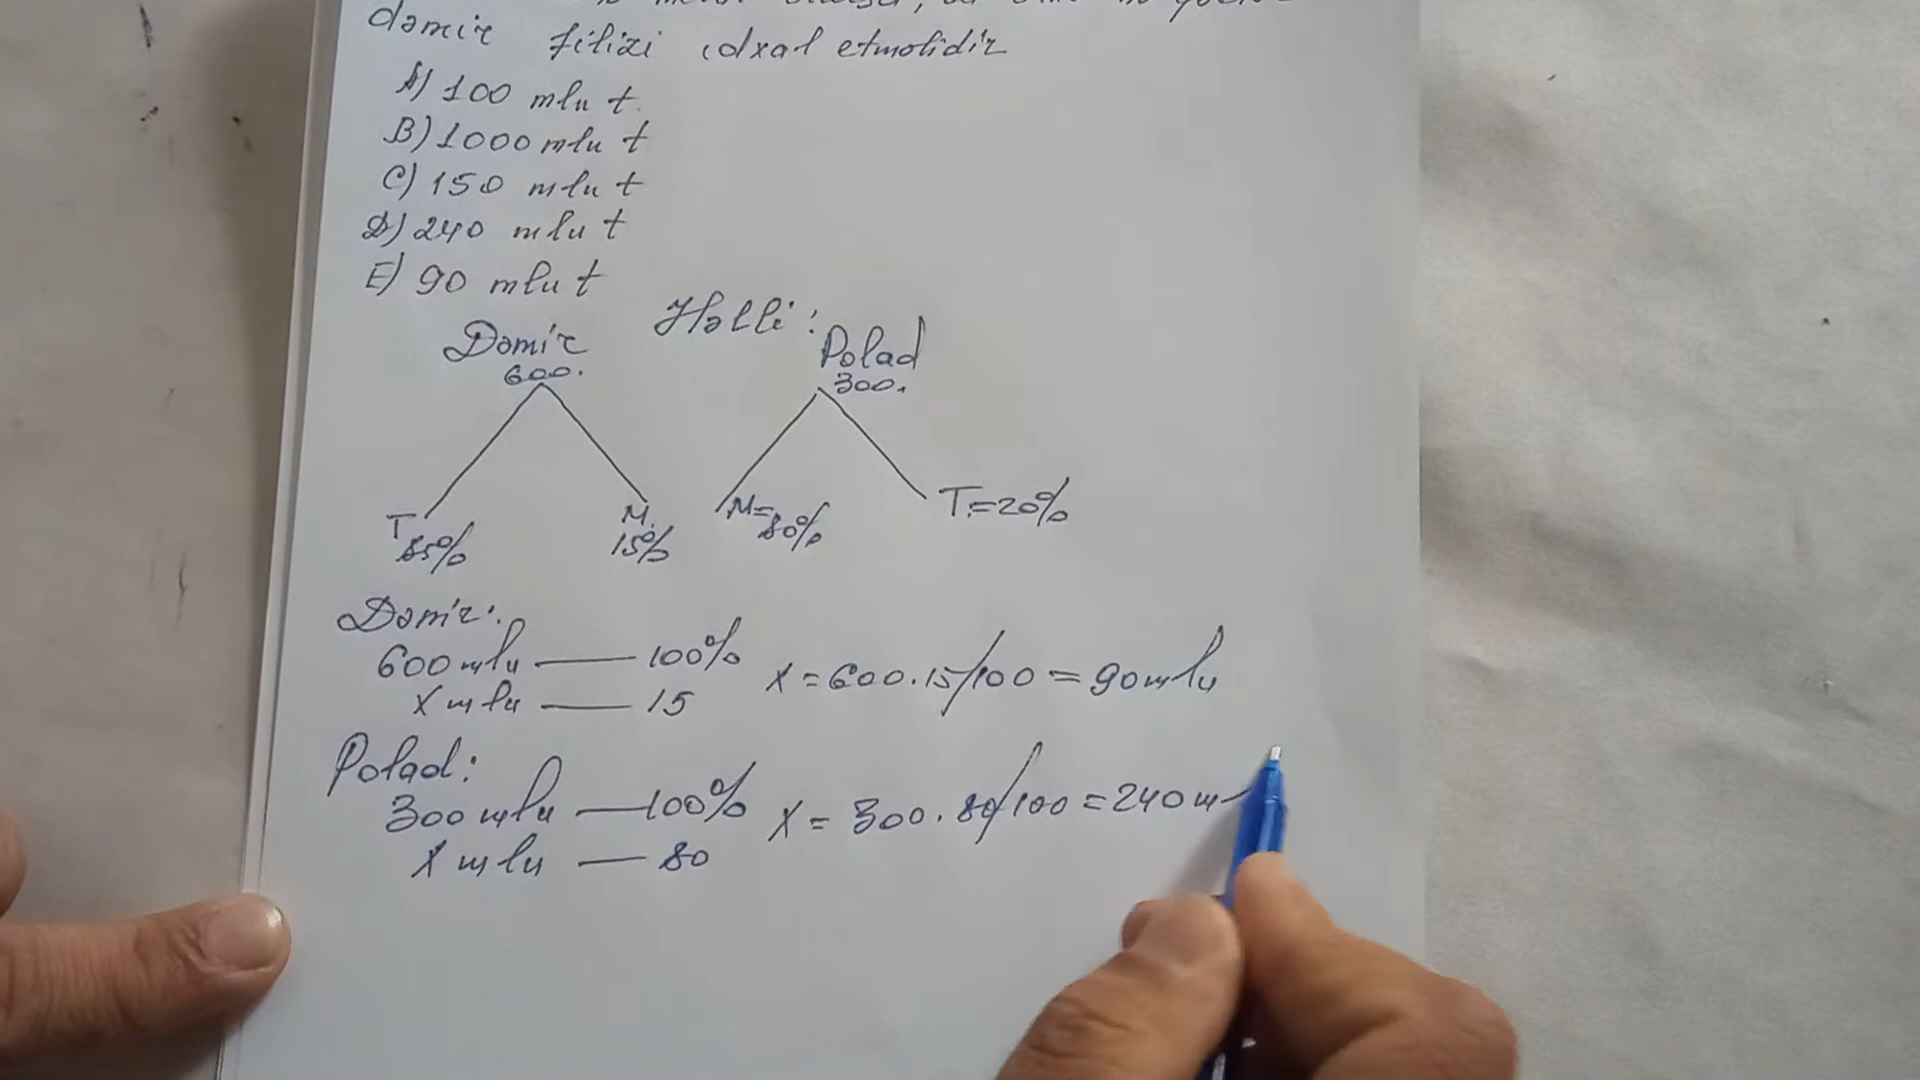 dəmir filizi idxal etməlidir
A) 100 mln t.
B) 1000 mln t
C) 150 mln t
D) 240 mln t
E) 90 mln t
Həlli:
Dəmir
600.
Polad
300.
T 85%
M. 15%
M= 80%
T=20%
Dəmir:
600 mln — 100%
X mln — 15
X = 600.15/100 = 90 mln
Polad:
300 mln — 100%
X mln — 80
X = 300.80/100 = 240 m